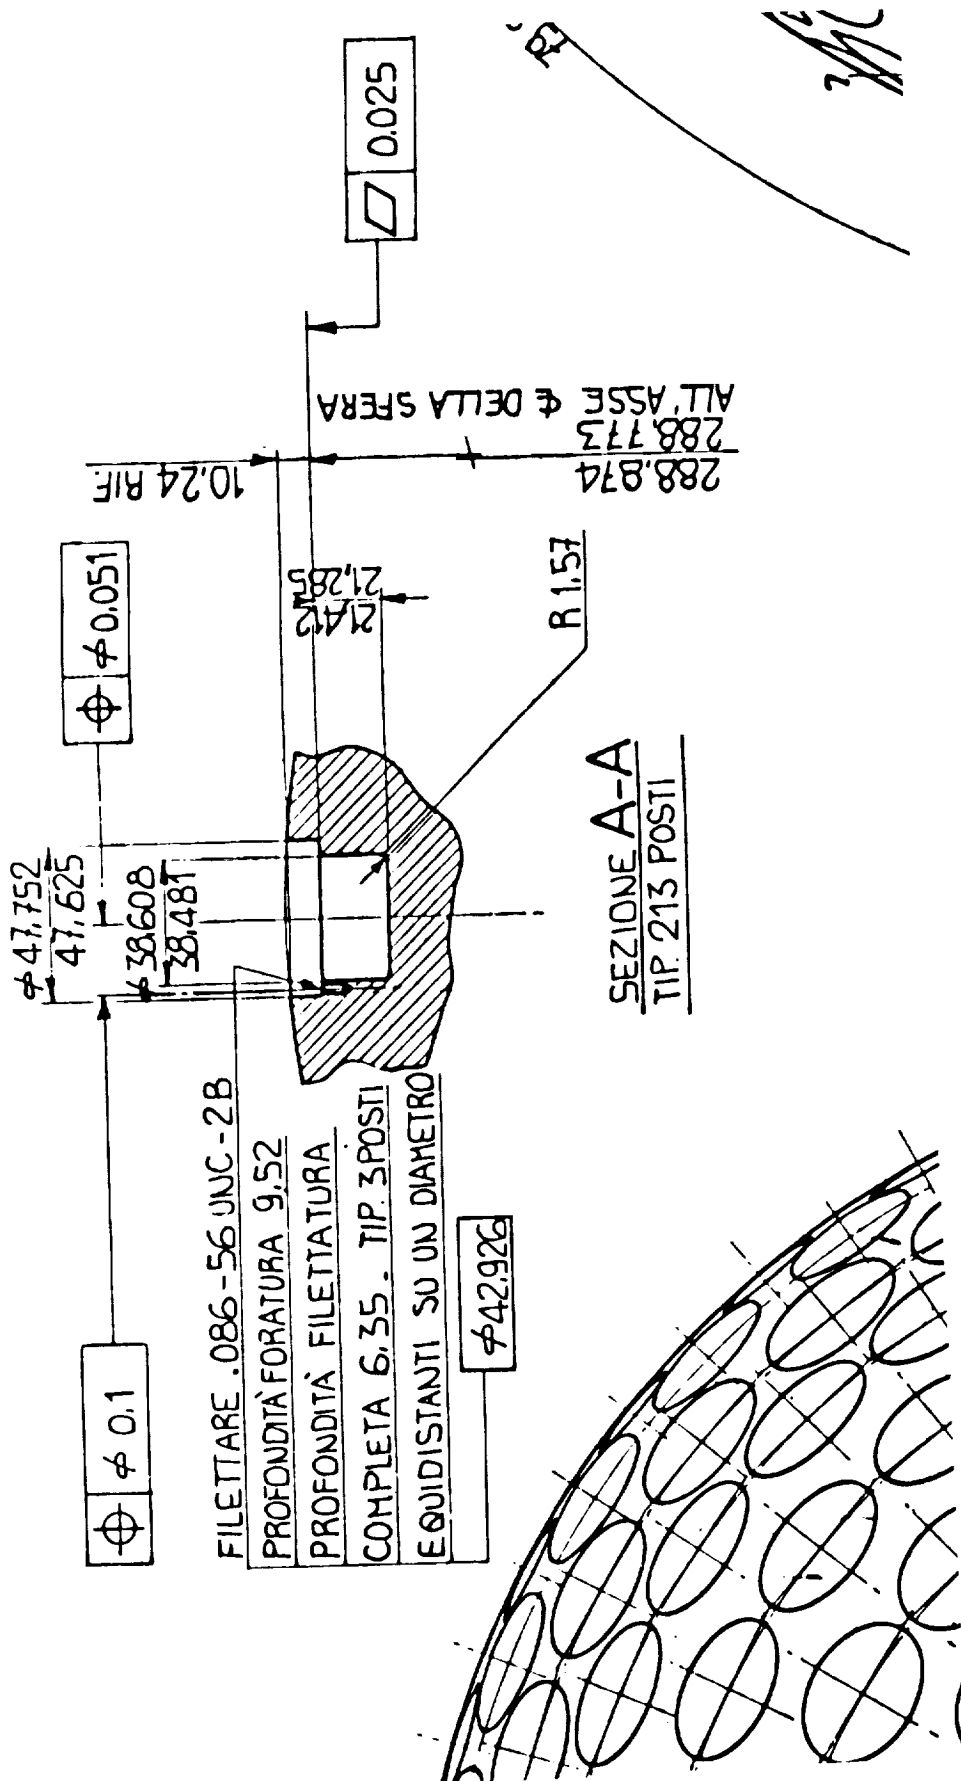 ⌖ ⌀ 0.1
⌀ 47.752
47.625
⌀ 38.608
38.481
⌖ ⌀ 0.051
10.24 RIF.
⏥ 0.025
FILETTARE .086-56 UNC-2B
PROFONDITÀ FORATURA 9.52
PROFONDITÀ FILETTATURA
COMPLETA 6,35. TIP. 3 POSTI
EQUIDISTANTI SU UN DIAMETRO
⌀ 42.926
21,412
21,285
288.874
288.773
ALL'ASSE ℄ DELLA SFERA
R 1.57
SEZIONE A-A
TIP. 213 POSTI